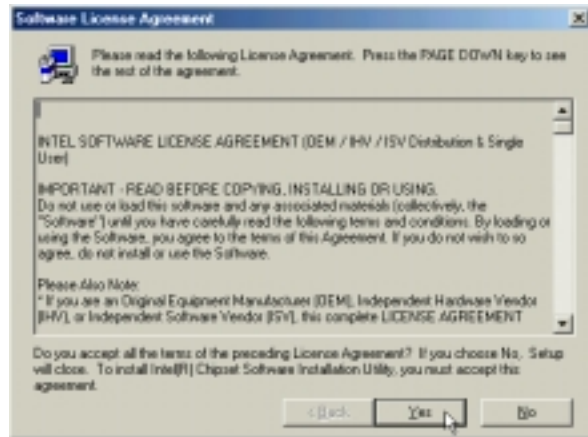 Software License Agreement
Please read the following License Agreement. Press the PAGE DOWN key to see
the rest of the agreement.
INTEL SOFTWARE LICENSE AGREEMENT (OEM / IHV / ISV Distribution & Single
User)
IMPORTANT - READ BEFORE COPYING, INSTALLING OR USING.
Do not use or load this software and any associated materials (collectively, the
"Software") until you have carefully read the following terms and conditions. By loading or
using the Software, you agree to the terms of this Agreement. If you do not wish to so
agree, do not install or use the Software.
Please Also Note:
* If you are an Original Equipment Manufacturer (OEM), Independent Hardware Vendor
(IHV), or Independent Software Vendor (ISV), this complete LICENSE AGREEMENT
Do you accept all the terms of the preceding License Agreement? If you choose No, Setup
will close. To install Intel(R) Chipset Software Installation Utility, you must accept this
agreement.
< Back Yes No